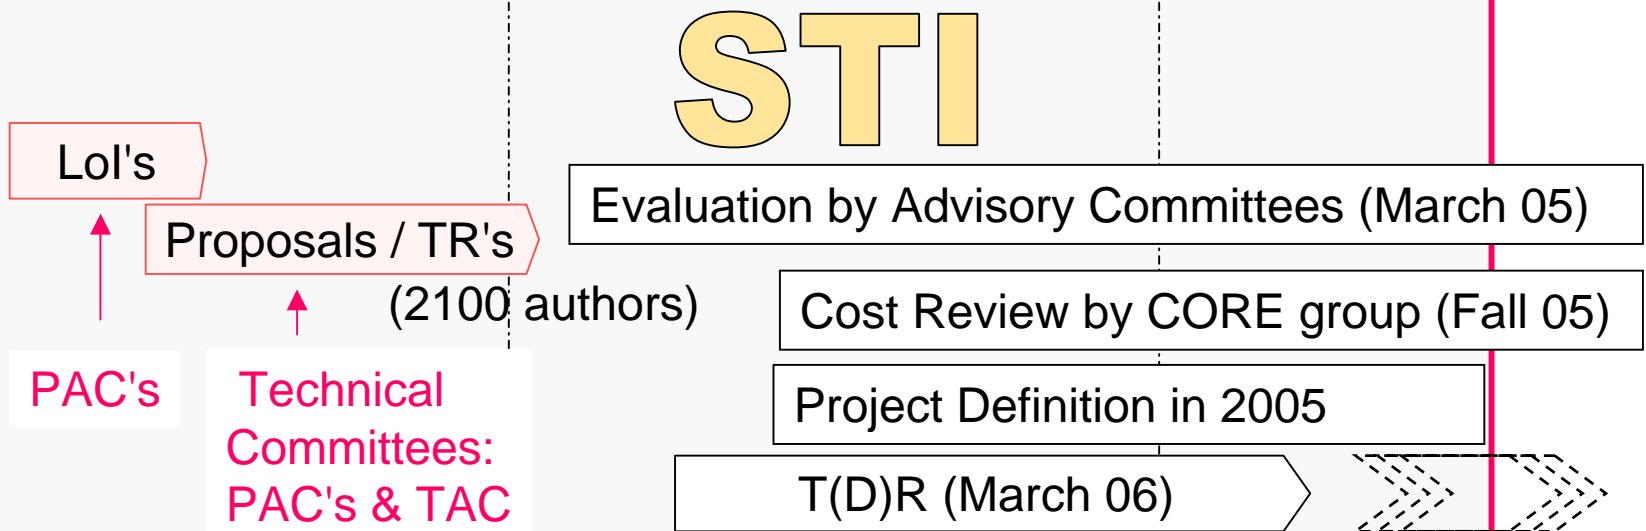 STI
LoI's
Evaluation by Advisory Committees (March 05)
Proposals / TR's
(2100 authors)
Cost Review by CORE group (Fall 05)
PAC's
Technical
Committees:
PAC's & TAC
Project Definition in 2005
T(D)R (March 06)